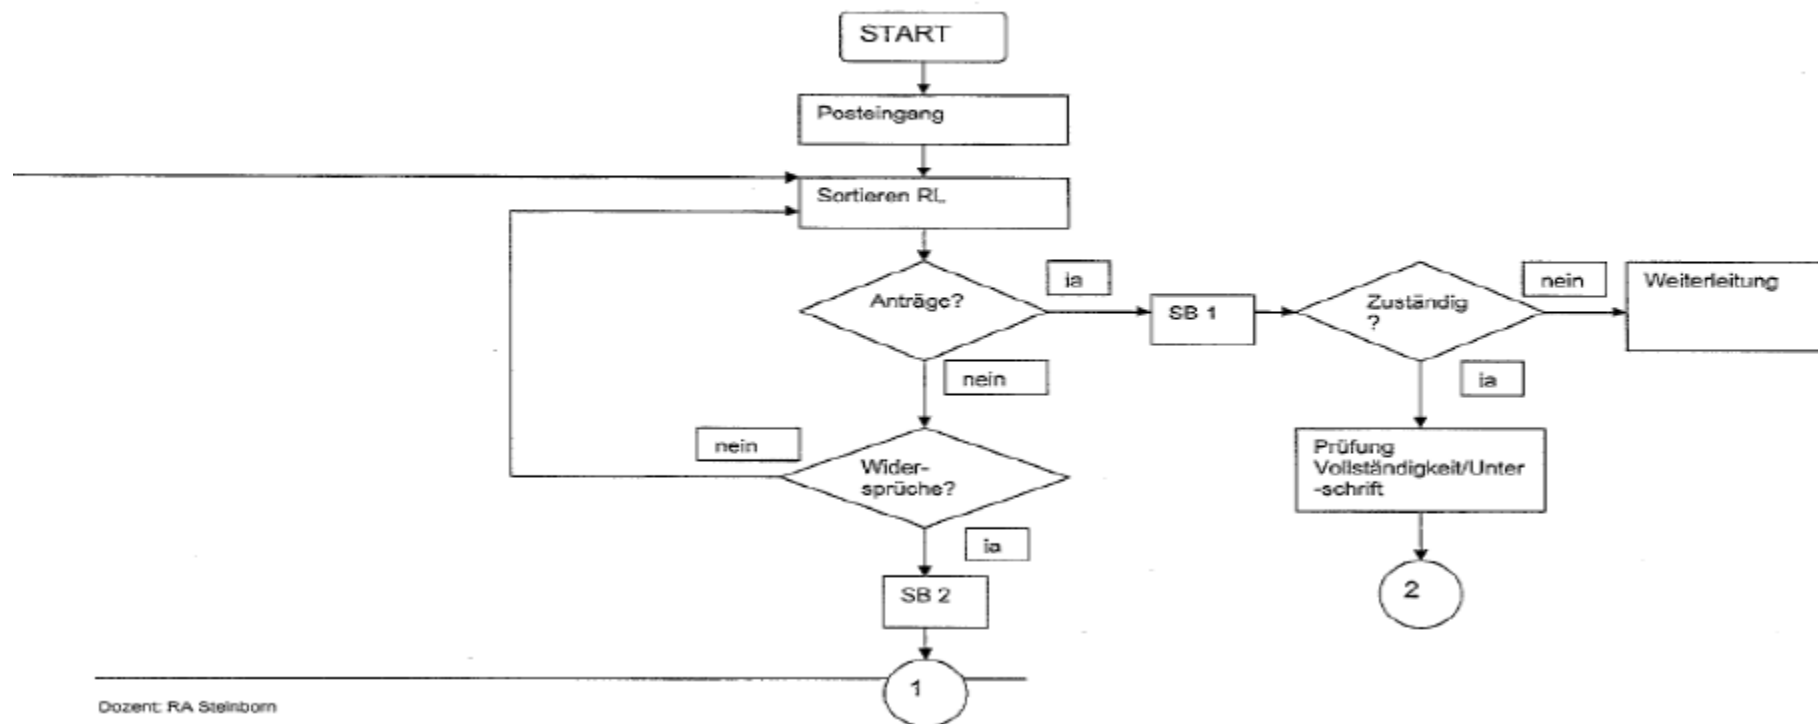 START
Posteingang
Sortieren RL
Anträge?
ja
SB 1
Zuständig
?
nein
Weiterleitung
nein
ja
nein
Wider-
sprüche?
Prüfung
Vollständigkeit/Unter
-schrift
ja
SB 2
2
1
Dozent: RA Steinborn